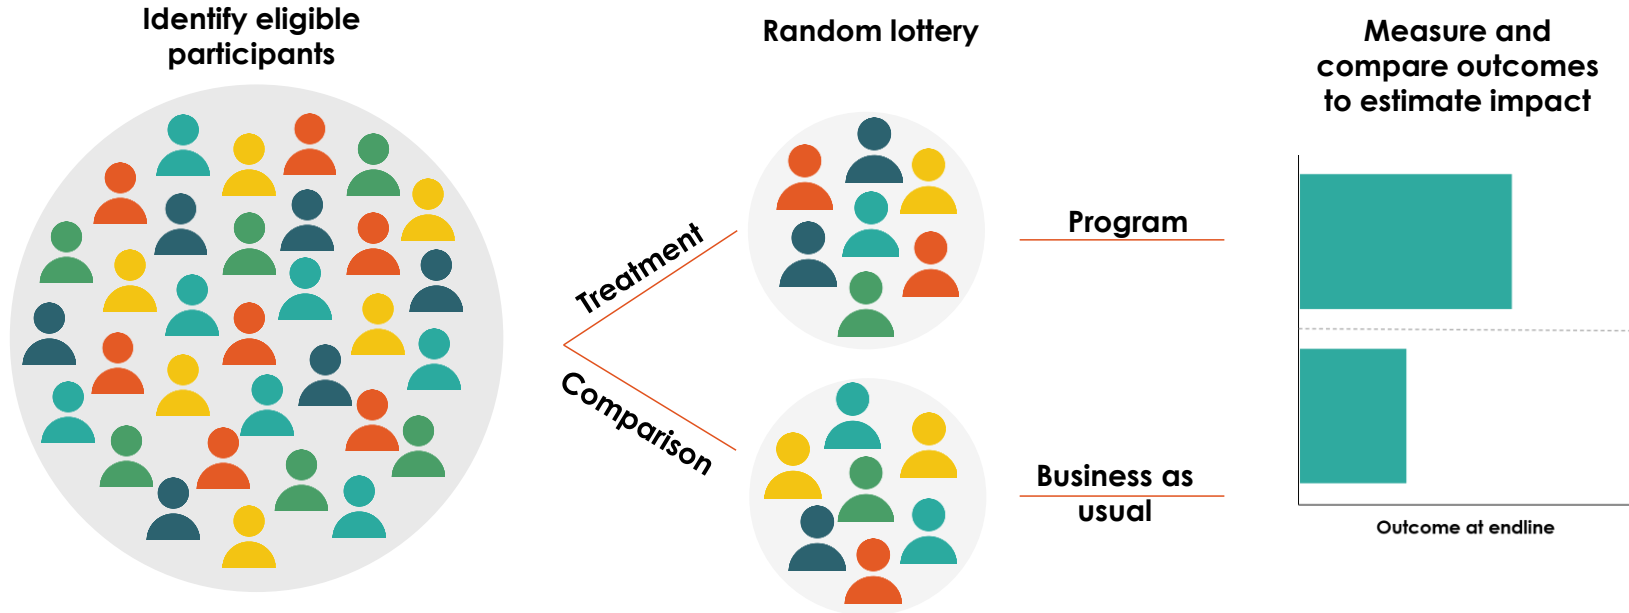 Identify eligible
participants
Random lottery
Measure and
compare outcomes
to estimate impact
Treatment
Comparison
Program
Business as
usual
Outcome at endline